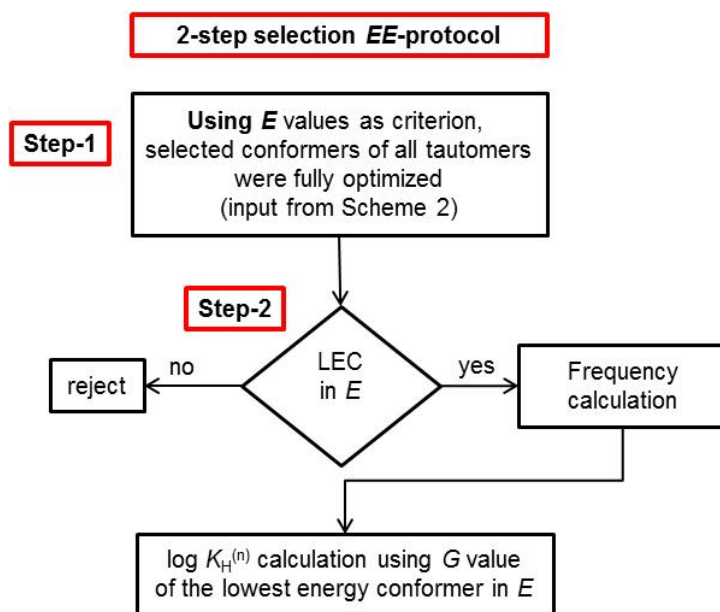 2-step selection EE-protocol
Step-1
Using E values as criterion,
selected conformers of all tautomers
were fully optimized
(input from Scheme 2)
Step-2
LEC
in E
no
reject
yes
Frequency
calculation
log K_H^(n) calculation using G value
of the lowest energy conformer in E